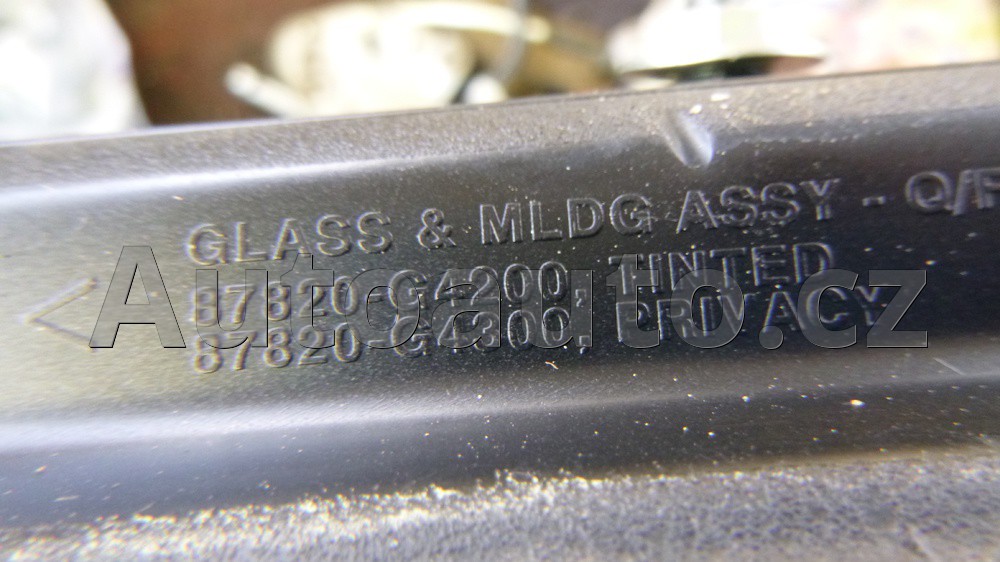 GLASS & MLDG ASSY - Q/
87820-G4200, TINTED
87820-G4300, PRIVACY
Autoauto.cz